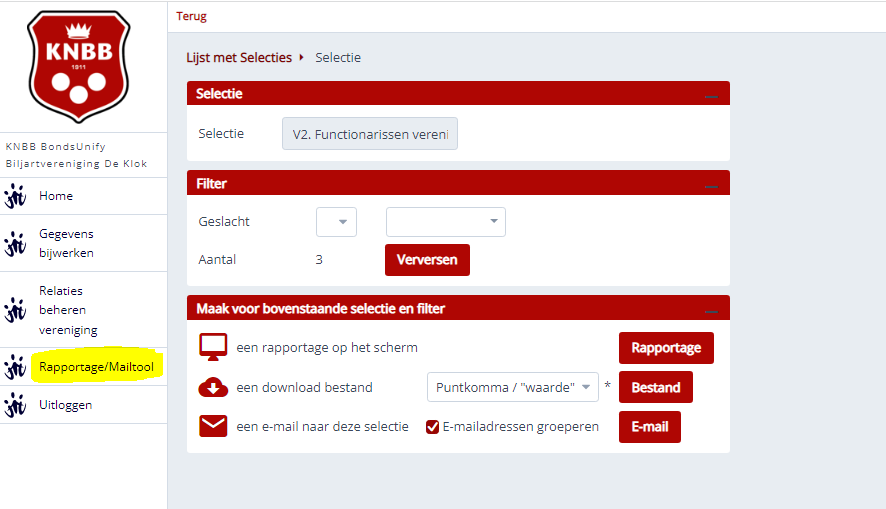 Terug
KNBB
1911
KNBB BondsUnify
Biljartvereniging De Klok
Home
Gegevens
bijwerken
Relaties
beheren
vereniging
Rapportage/Mailtool
Uitloggen
Lijst met Selecties Selectie
Selectie
Selectie V2. Functionarissen vereni
Filter
Geslacht
Aantal 3 Verversen
Maak voor bovenstaande selectie en filter
een rapportage op het scherm Rapportage
een download bestand Puntkomma / "waarde" * Bestand
een e-mail naar deze selectie E-mailadressen groeperen E-mail